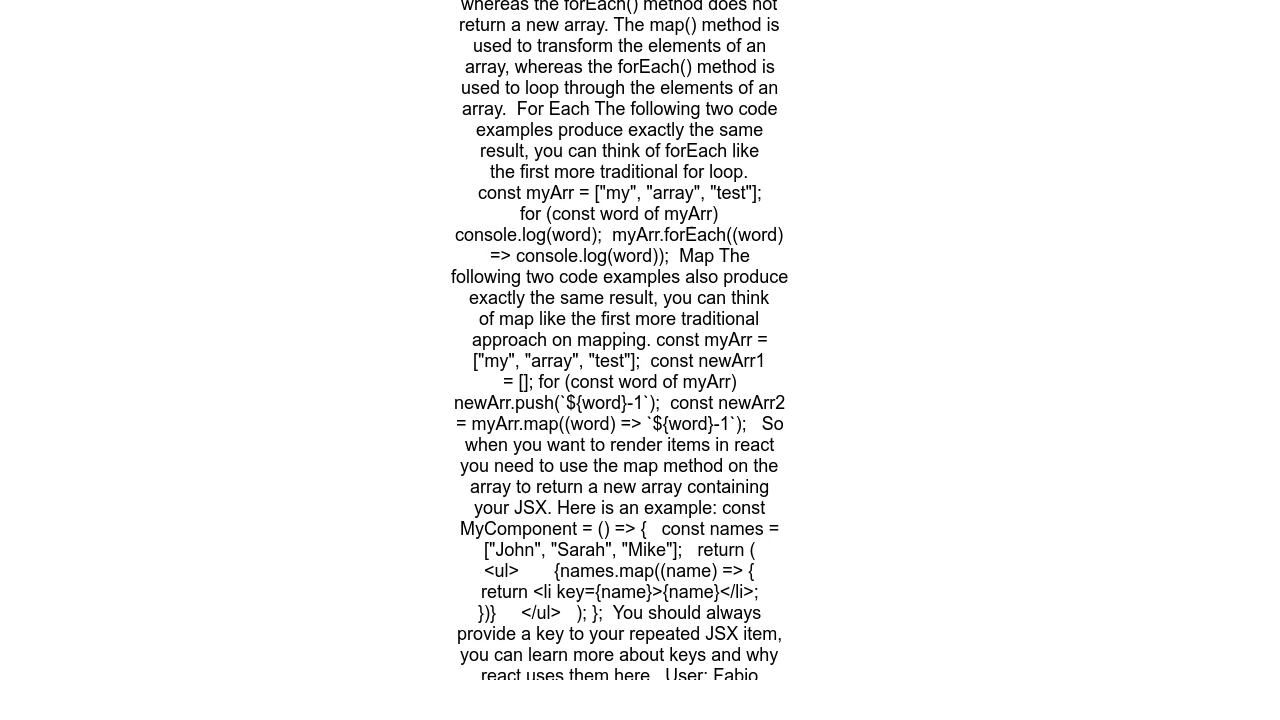 whereas the forEach() method does not
return a new array. The map() method is
used to transform the elements of an
array, whereas the forEach() method is
used to loop through the elements of an
array.  For Each The following two code
examples produce exactly the same
result, you can think of forEach like
the first more traditional for loop.
const myArr = ["my", "array", "test"];
for (const word of myArr)
console.log(word);  myArr.forEach((word)
=> console.log(word));  Map The
following two code examples also produce
exactly the same result, you can think
of map like the first more traditional
approach on mapping. const myArr =
["my", "array", "test"];  const newArr1
= []; for (const word of myArr)
newArr.push(`${word}-1`);  const newArr2
= myArr.map((word) => `${word}-1`);   So
when you want to render items in react
you need to use the map method on the
array to return a new array containing
your JSX. Here is an example: const
MyComponent = () => {   const names =
["John", "Sarah", "Mike"];   return (
<ul>       {names.map((name) => {
return <li key={name}>{name}</li>;
})}     </ul>   ); };  You should always
provide a key to your repeated JSX item,
you can learn more about keys and why
react uses them here.  User: Fabio